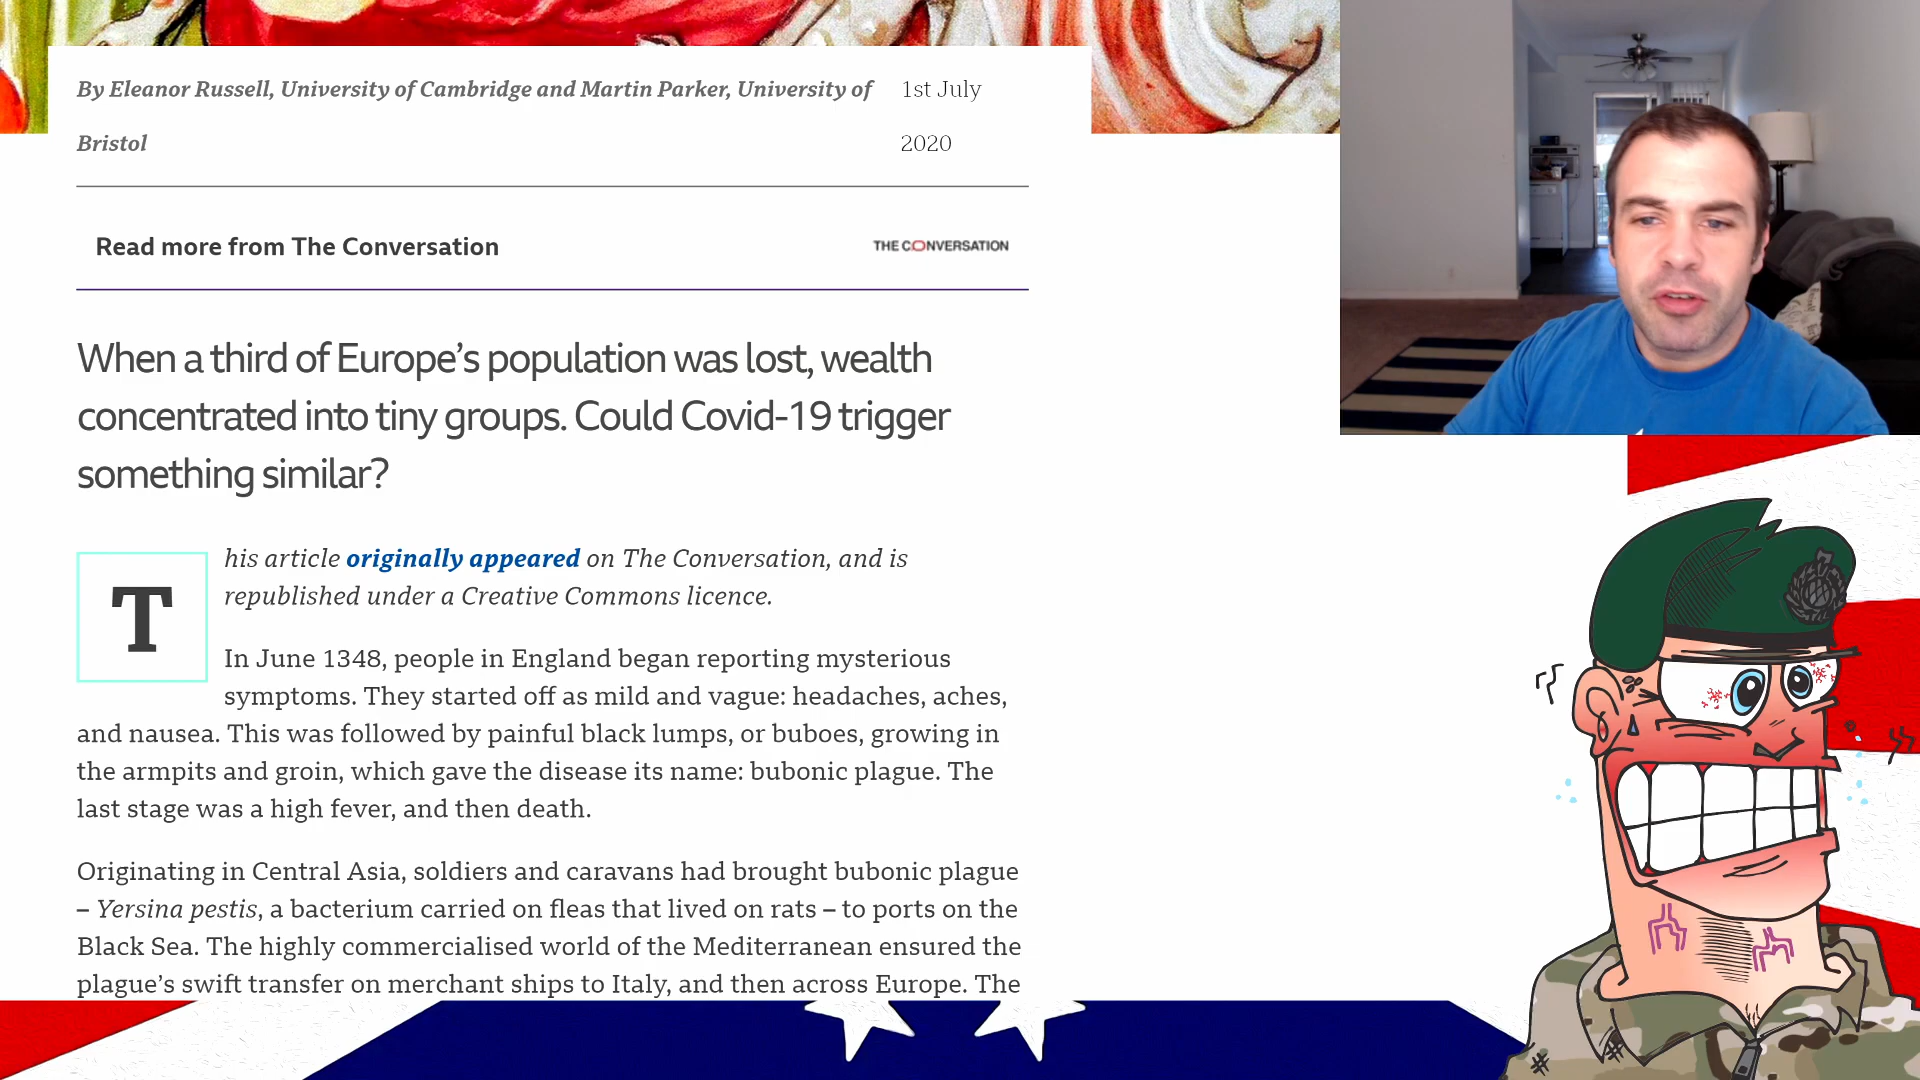 By Eleanor Russell, University of Cambridge and Martin Parker, University of Bristol
1st July 2020
Read more from The Conversation
THE CONVERSATION
When a third of Europe’s population was lost, wealth
concentrated into tiny groups. Could Covid-19 trigger
something similar?
This article originally appeared on The Conversation, and is
republished under a Creative Commons licence.
In June 1348, people in England began reporting mysterious
symptoms. They started off as mild and vague: headaches, aches,
and nausea. This was followed by painful black lumps, or buboes, growing in
the armpits and groin, which gave the disease its name: bubonic plague. The
last stage was a high fever, and then death.
Originating in Central Asia, soldiers and caravans had brought bubonic plague
– Yersina pestis, a bacterium carried on fleas that lived on rats – to ports on the
Black Sea. The highly commercialised world of the Mediterranean ensured the
plague’s swift transfer on merchant ships to Italy, and then across Europe. The